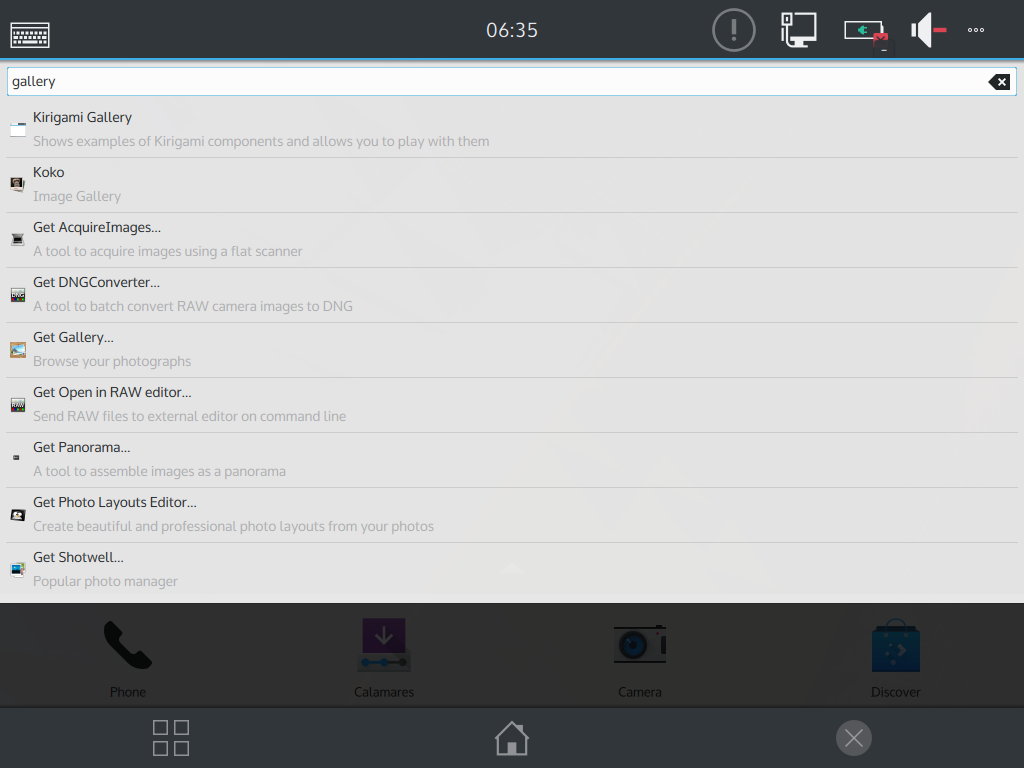 06:35
gallery
Kirigami Gallery
Shows examples of Kirigami components and allows you to play with them
Koko
Image Gallery
Get AcquireImages...
A tool to acquire images using a flat scanner
Get DNGConverter...
A tool to batch convert RAW camera images to DNG
Get Gallery...
Browse your photographs
Get Open in RAW editor...
Send RAW files to external editor on command line
Get Panorama...
A tool to assemble images as a panorama
Get Photo Layouts Editor...
Create beautiful and professional photo layouts from your photos
Get Shotwell...
Popular photo manager
Phone
Calamares
Camera
Discover